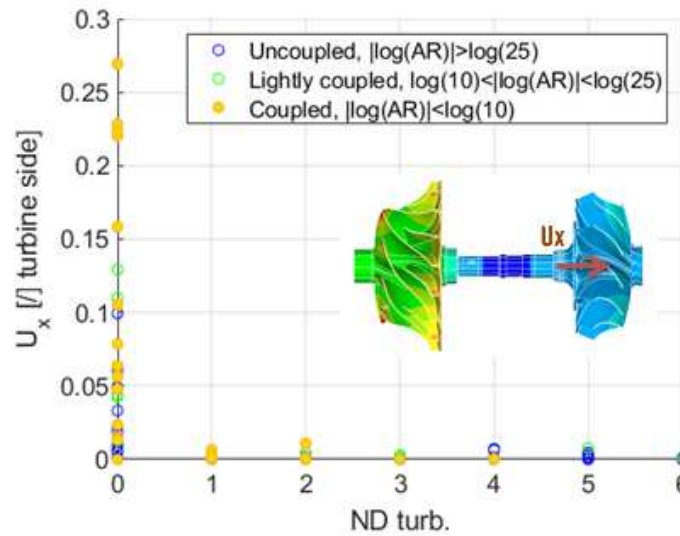 0.3
0.25
0.2
0.15
0.1
0.05
0
U_x [/] turbine side]
Uncoupled, |log(AR)|>log(25)
Lightly coupled, log(10)<|log(AR)|<log(25)
Coupled, |log(AR)|<log(10)
Ux
0 1 2 3 4 5 6
ND turb.